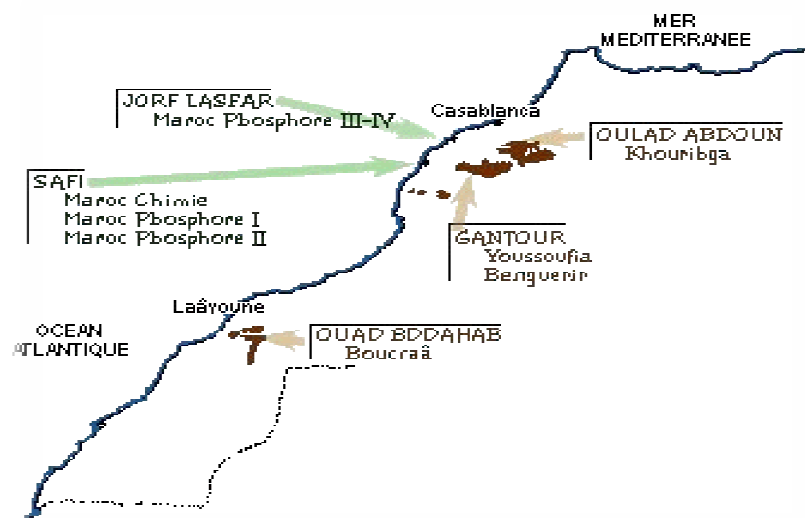 MER
MEDITERRANEE
JORF LASFAR
Maroc Phosphore III-IV
Casablanca
OULAD ABDOUN
Khouribga
SAFI
Maroc Chimie
Maroc Phosphore I
Maroc Phosphore II
GANTOUR
Youssoufia
Benguerir
Laâyoune
OCEAN
ATLANTIQUE
OUAD EDDAHAB
Boucraâ